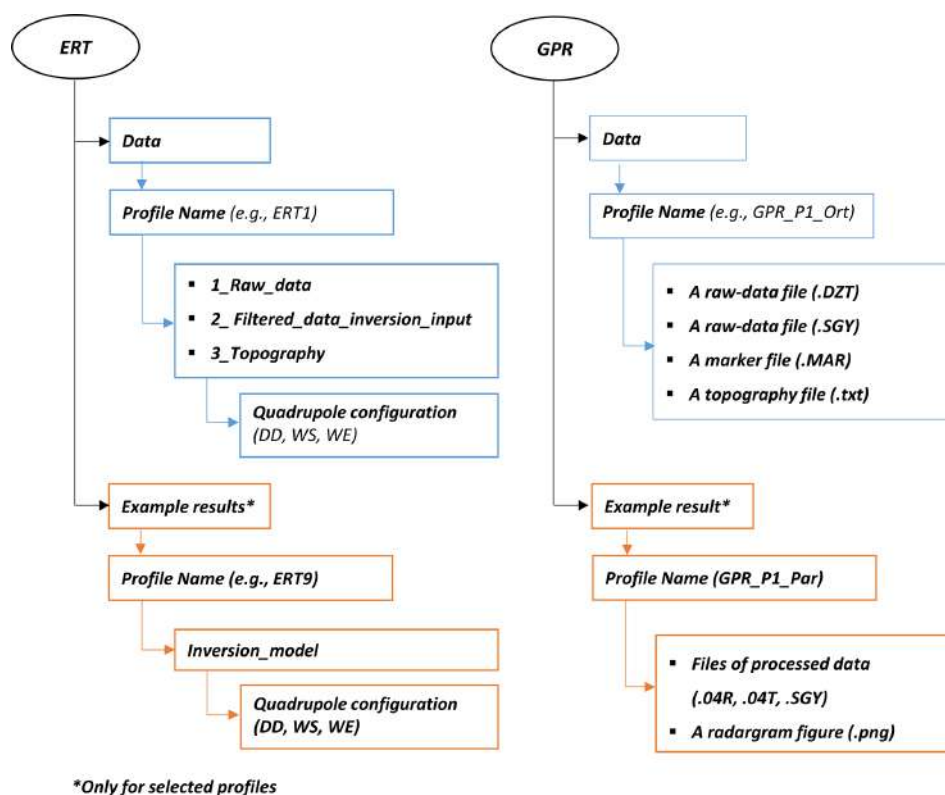 ERT
Data
Profile Name (e.g., ERT1)
▪ 1_Raw_data
▪ 2_ Filtered_data_inversion_input
▪ 3_Topography
Quadrupole configuration
(DD, WS, WE)
Example results*
Profile Name (e.g., ERT9)
Inversion_model
Quadrupole configuration
(DD, WS, WE)
GPR
Data
Profile Name (e.g., GPR_P1_Ort)
▪ A raw-data file (.DZT)
▪ A raw-data file (.SGY)
▪ A marker file (.MAR)
▪ A topography file (.txt)
Example result*
Profile Name (GPR_P1_Par)
▪ Files of processed data
(.04R, .04T, .SGY)
▪ A radargram figure (.png)
*Only for selected profiles